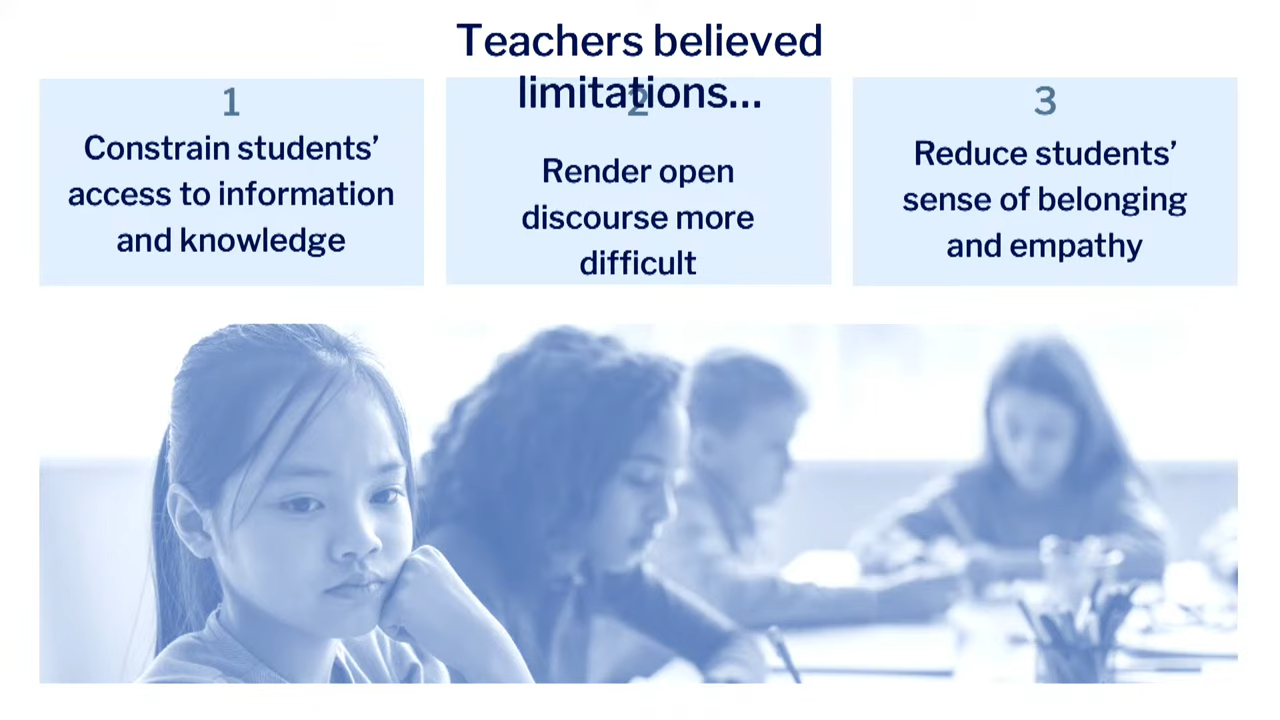 Teachers believed
limitations...
1
Constrain students’
access to information
and knowledge
2
Render open
discourse more
difficult
3
Reduce students’
sense of belonging
and empathy